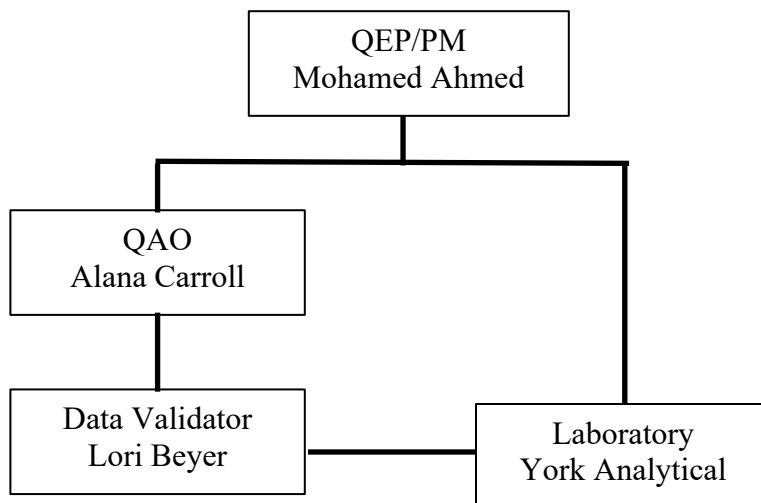 QEP/PM
Mohamed Ahmed
QAO
Alana Carroll
Data Validator
Lori Beyer
Laboratory
York Analytical